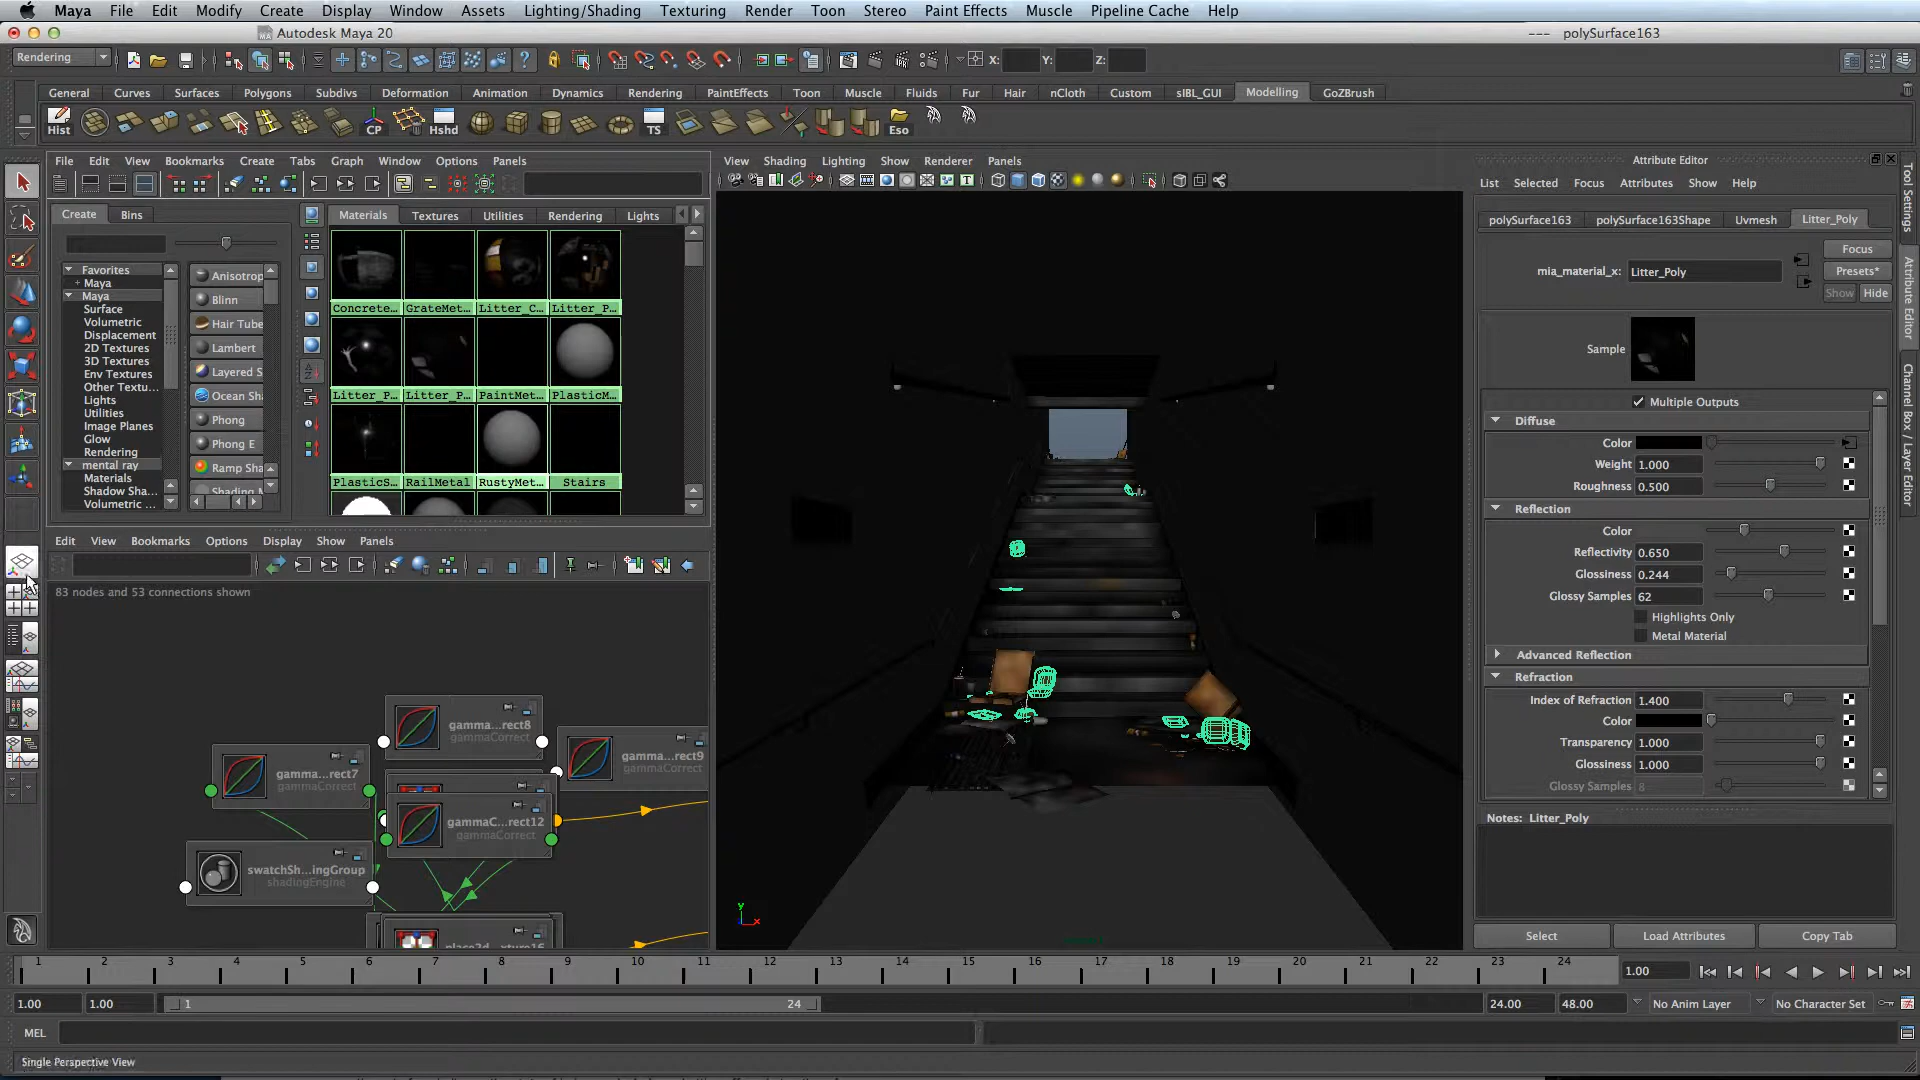 Maya File Edit Modify Create Display Window Assets Lighting/Shading Texturing Render Toon Stereo Paint Effects Muscle Pipeline Cache Help
Autodesk Maya 20
--- polySurface163
Rendering
X: Y: Z:
General Curves Surfaces Polygons Subdivs Deformation Animation Dynamics Rendering PaintEffects Toon Muscle Fluids Fur Hair nCloth Custom sIBL_GUI Modelling GoZBrush
Hist CP Hshd TS Eso
File Edit View Bookmarks Create Tabs Graph Window Options Panels
Create Bins
Materials Textures Utilities Rendering Lights
Favorites
+ Maya
Maya
Surface
Volumetric
Displacement
2D Textures
3D Textures
Env Textures
Other Textu...
Lights
Utilities
Image Planes
Glow
Rendering
mental ray
Materials
Shadow Sha...
Volumetric ...
Anisotrop
Blinn
Hair Tube
Lambert
Layered S
Ocean Sh
Phong
Phong E
Ramp Sha
Concrete... GrateMet... Litter_C... Litter_P...
Litter_P... Litter_P... PaintMet... PlasticM...
PlasticS... RailMetal RustyMet... Stairs
Edit View Bookmarks Options Display Show Panels
83 nodes and 53 connections shown
gamma...rect8
gammaCorrect
gamma...rect9
gammaCorrect
gamma...rect7
gammaCorrect
gammaC...rect12
gammaCorrect
swatchSh...ingGroup
shadingEngine
place2d...xture16
View Shading Lighting Show Renderer Panels
y
x
Attribute Editor
List Selected Focus Attributes Show Help
polySurface163 polySurface163Shape Uvmesh Litter_Poly
Focus
mia_material_x: Litter_Poly
Presets*
Show Hide
Sample
Multiple Outputs
Diffuse
Color
Weight 1.000
Roughness 0.500
Reflection
Color
Reflectivity 0.650
Glossiness 0.244
Glossy Samples 62
Highlights Only
Metal Material
Advanced Reflection
Refraction
Index of Refraction 1.400
Color
Transparency 1.000
Glossiness 1.000
Glossy Samples 8
Notes: Litter_Poly
Select Load Attributes Copy Tab
Tool Settings
Attribute Editor
Channel Box / Layer Editor
1 2 3 4 5 6 7 8 9 10 11 12 13 14 15 16 17 18 19 20 21 22 23 24
1.00
1.00 1.00 1 24 24.00 48.00 No Anim Layer No Character Set
MEL
Single Perspective View